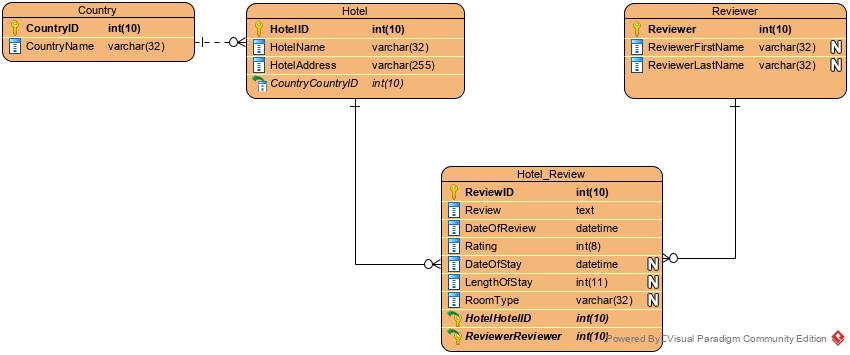 Country
CountryID int(10)
CountryName varchar(32)
Hotel
HotelID int(10)
HotelName varchar(32)
HotelAddress varchar(255)
CountryCountryID int(10)
Reviewer
Reviewer int(10)
ReviewerFirstName varchar(32) N
ReviewerLastName varchar(32) N
Hotel_Review
ReviewID int(10)
Review text
DateOfReview datetime
Rating int(8)
DateOfStay datetime N
LengthOfStay int(11) N
RoomType varchar(32) N
HotelHotelID int(10)
ReviewerReviewer int(10)
Powered By Visual Paradigm Community Edition